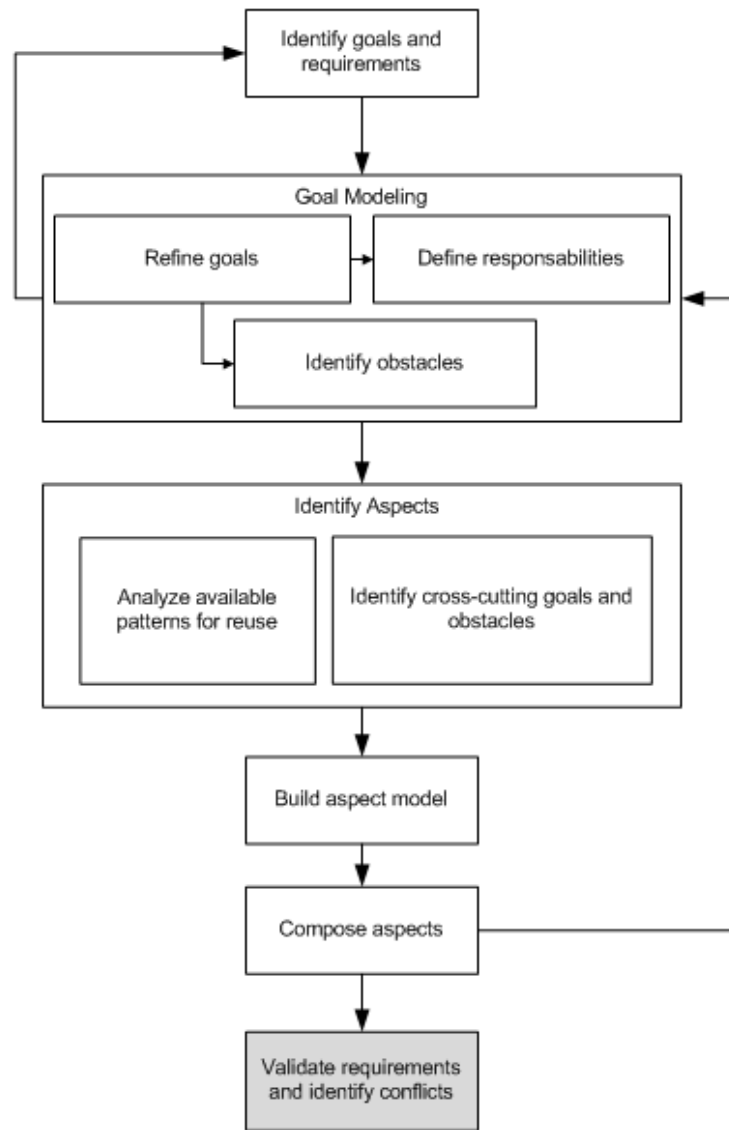 Identify goals and
requirements
Goal Modeling
Refine goals
Define responsabilities
Identify obstacles
Identify Aspects
Analyze available
patterns for reuse
Identify cross-cutting goals and
obstacles
Build aspect model
Compose aspects
Validate requirements
and identify conflicts